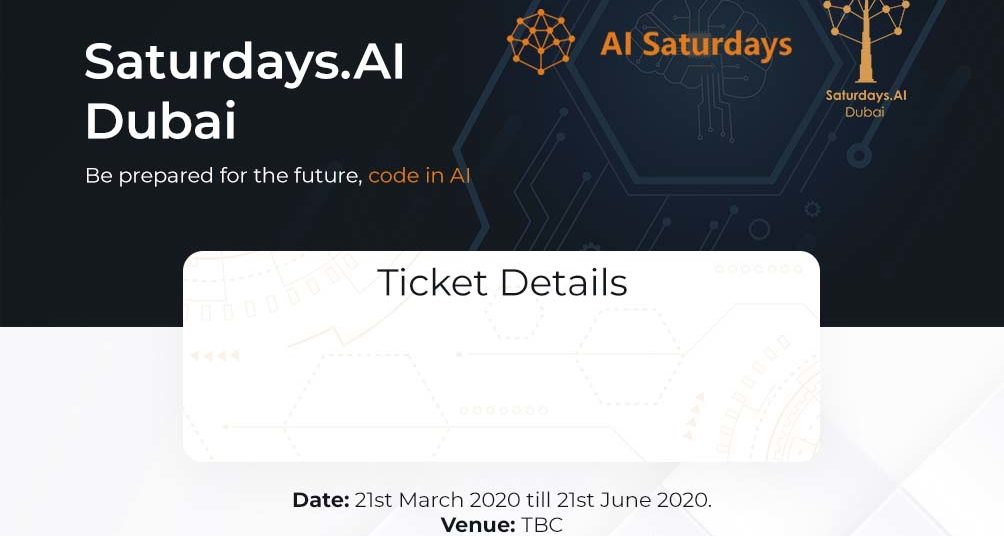 Saturdays.AI
Dubai
Be prepared for the future, code in AI
AI Saturdays
Saturdays.AI
Dubai
Ticket Details
Date: 21st March 2020 till 21st June 2020.
Venue: TBC